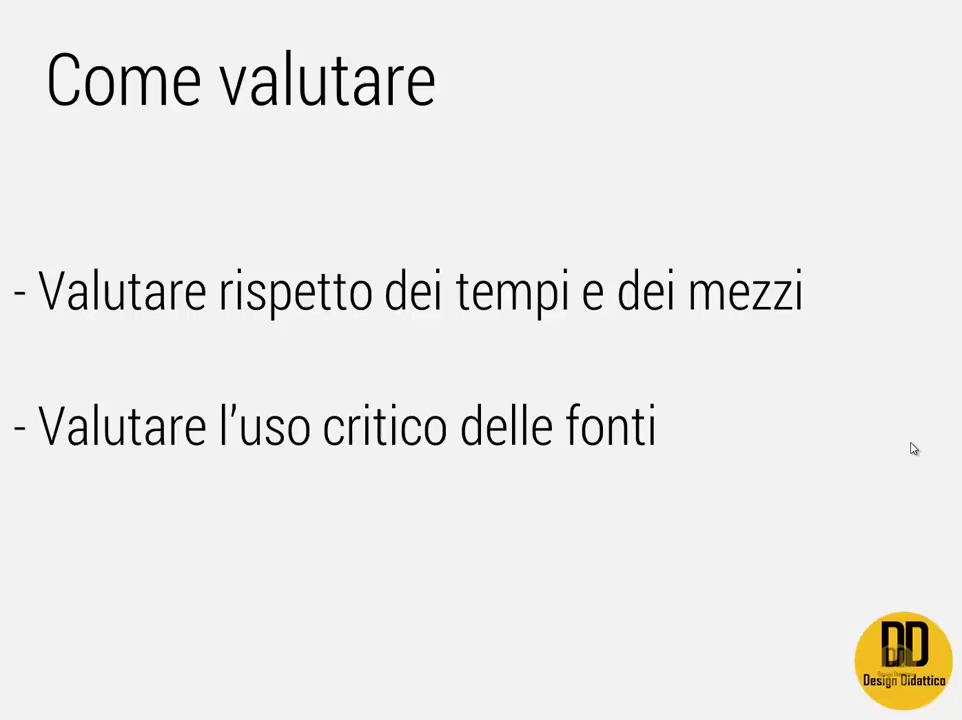 Come valutare
- Valutare rispetto dei tempi e dei mezzi
- Valutare l’uso critico delle fonti
DD
Design Didattico